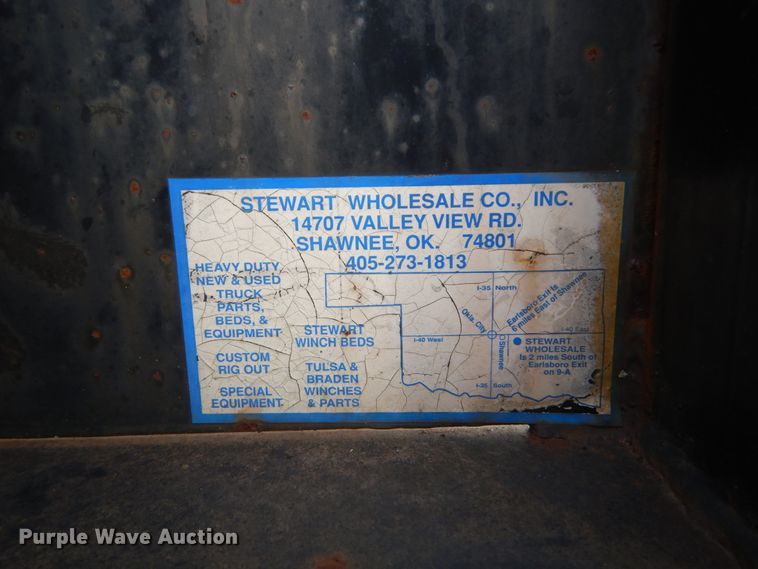 STEWART WHOLESALE CO., INC.
14707 VALLEY VIEW RD.
SHAWNEE, OK. 74801
405-273-1813
HEAVY DUTY
NEW & USED
TRUCK
PARTS,
BEDS, &
EQUIPMENT
CUSTOM
RIG OUT
SPECIAL
EQUIPMENT
STEWART
WINCH BEDS
TULSA &
BRADEN
WINCHES
& PARTS
I-35 North
Earlsboro Exit Is
6 miles East of Shawnee
Okla. City
I-40 West
I-40 East
Shawnee
STEWART
WHOLESALE
Is 2 miles South of
Earlsboro Exit
on 9-A
I-35 South
Purple Wave Auction